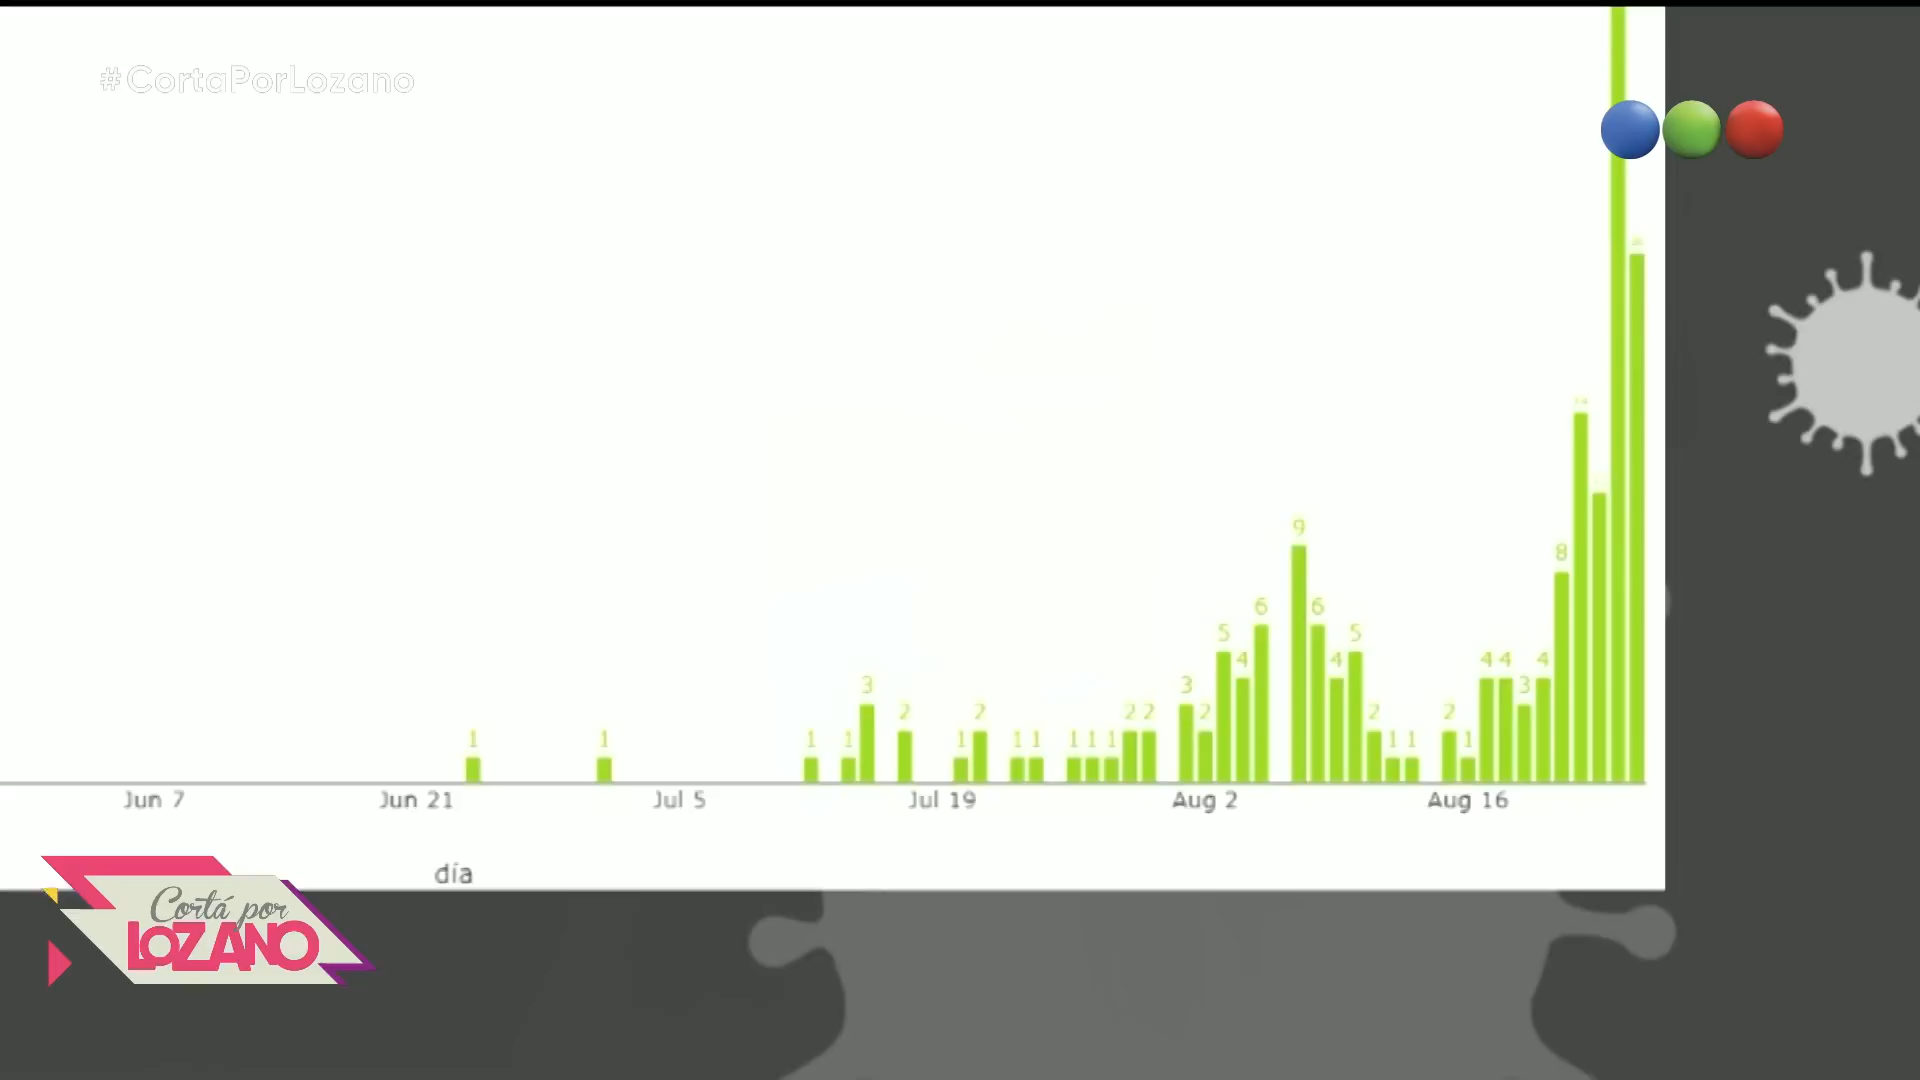 #CortaPorLozano
9
8
6 6
5 5
4 4 4 4 4
3 3 3
2 2 2 2 2 2 2
1 1 1 1 1 1 1 1 1 1 1 1 1
Jun 7 Jun 21 Jul 5 Jul 19 Aug 2 Aug 16
día
Cortá por
LOZANO